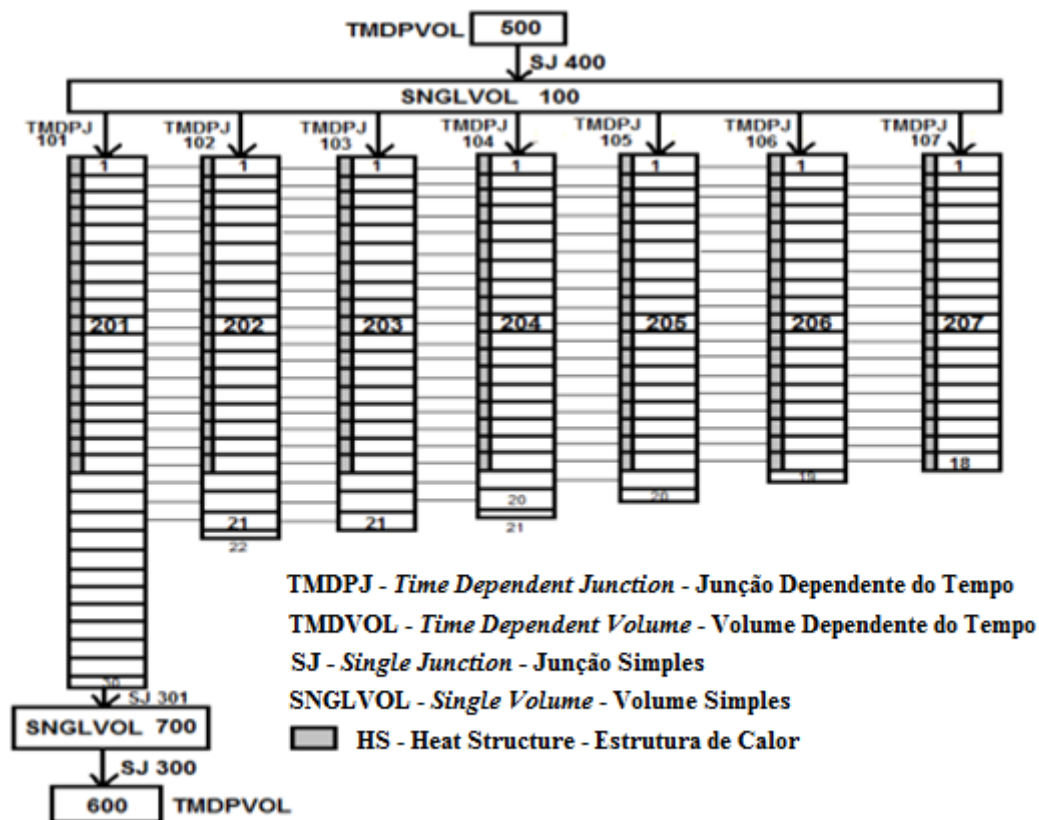 TMDPVOL 500
SJ 400
SNGLVOL 100
TMDPJ 101
TMDPJ 102
TMDPJ 103
TMDPJ 104
TMDPJ 105
TMDPJ 106
TMDPJ 107
1 1 1 1 1 1 1
201 202 203 204 205 206 207
18
19
20 20
21 21 21
22
TMDPJ - Time Dependent Junction - Junção Dependente do Tempo
TMDVOL - Time Dependent Volume - Volume Dependente do Tempo
SJ - Single Junction - Junção Simples
SNGLVOL - Single Volume - Volume Simples
HS - Heat Structure - Estrutura de Calor
30
SJ 301
SNGLVOL 700
SJ 300
600 TMDPVOL